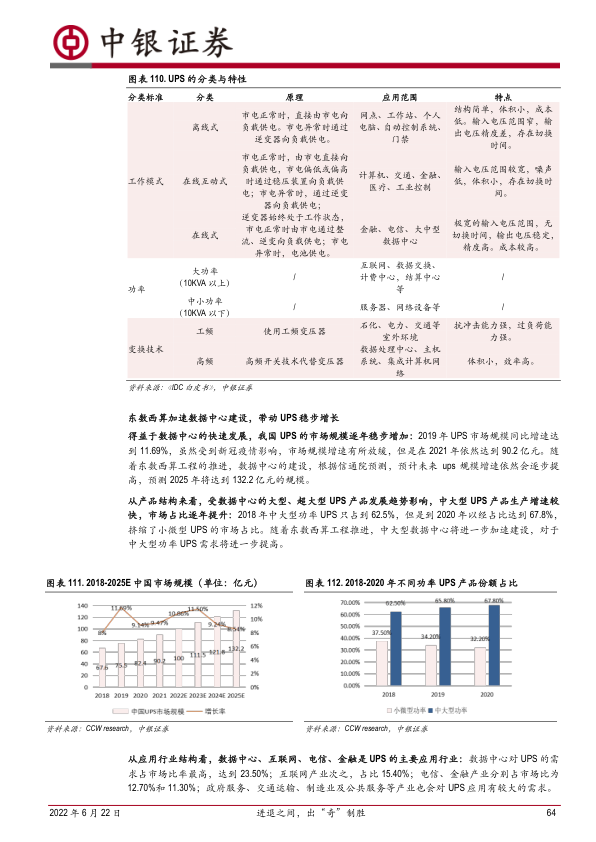 中银证券
图表 110. UPS 的分类与特性
分类标准 分类 原理 应用范围 特点
工作模式
离线式
市电正常时，直接由市电向
负载供电。市电异常时通过
逆变器向负载供电。
网点、工作站、个人
电脑、自动控制系统、
门禁
结构简单，体积小，成本
低。输入电压范围窄，输
出电压精度差，存在切换
时间。
在线互动式
市电正常时，由市电直接向
负载供电，市电偏低或偏高
时通过稳压装置向负载供
电；市电异常时，通过逆变
器向负载供电；
计算机、交通、金融、
医疗、工业控制
输入电压范围较宽，噪声
低，体积小，存在切换时
间。
在线式
逆变器始终处于工作状态，
市电正常时由市电通过整
流、逆变向负载供电；市电
异常时，电池供电。
金融、电信、大中型
数据中心
极宽的输入电压范围，无
切换时间，输出电压稳定，
精度高。成本较高。
功率
大功率
（10KVA 以上）
/
互联网、数据交换、
计费中心，结算中心
等
/
中小功率
（10KVA 以下）
/
服务器、网络设备等
/
变换技术
工频
使用工频变压器
石化、电力、交通等
室外环境
抗冲击能力强，过负荷能
力强。
高频
高频开关技术代替变压器
数据处理中心、主机
系统、集成计算机网
络
体积小，效率高。
资料来源：《IDC 白皮书》，中银证券
东数西算加速数据中心建设，带动 UPS 稳步增长
得益于数据中心的快速发展，我国 UPS 的市场规模逐年稳步增加：2019 年 UPS 市场规模同比增速达
到 11.69%，虽然受到新冠疫情影响，市场规模增速有所放缓，但是在 2021 年依然达到 90.2 亿元。随
着东数西算工程的推进，数据中心的建设，根据信通院预测，预计未来 ups 规模增速依然会逐步提
高，预测 2025 年将达到 132.2 亿元的规模。
从产品结构来看，受数据中心的大型、超大型 UPS 产品发展趋势影响，中大型 UPS 产品生产增速较
快，市场占比逐年提升：2018 年中大型功率 UPS 只占到 62.5%，但是到 2020 年以经占比达到 67.8%，
挤缩了小微型 UPS 的市场占比。随着东数西算工程推进，中大型数据中心将进一步加速建设，对于
中大型功率 UPS 需求将进一步提高。
图表 111. 2018-2025E 中国市场规模（单位：亿元）
140
120
100
80
60
40
20
0
12%
10%
8%
6%
4%
2%
0%
8% 11.69% 9.14% 9.47% 10.86% 11.50% 9.24% 8.54%
67.6 75.5 82.4 90.2 100 111.5 121.8 132.2
2018 2019 2020 2021 2022E 2023E 2024E 2025E
中国UPS市场规模 增长率
资料来源：CCW research，中银证券
图表 112. 2018-2020 年不同功率 UPS 产品份额占比
70.00%
60.00%
50.00%
40.00%
30.00%
20.00%
10.00%
0.00%
37.50% 62.50% 34.20% 65.80% 32.20% 67.80%
2018 2019 2020
小微型功率 中大型功率
资料来源：CCW research，中银证券
从应用行业结构看，数据中心、互联网、电信、金融是 UPS 的主要应用行业：数据中心对 UPS 的需
求占市场比率最高，达到 23.50%；互联网产业次之，占比 15.40%；电信、金融产业分别占市场比为
12.70%和 11.30%；政府服务、交通运输、制造业及公共服务等产业也会对 UPS 应用有较大的需求。
2022 年 6 月 22 日 进退之间，出“奇”制胜 64